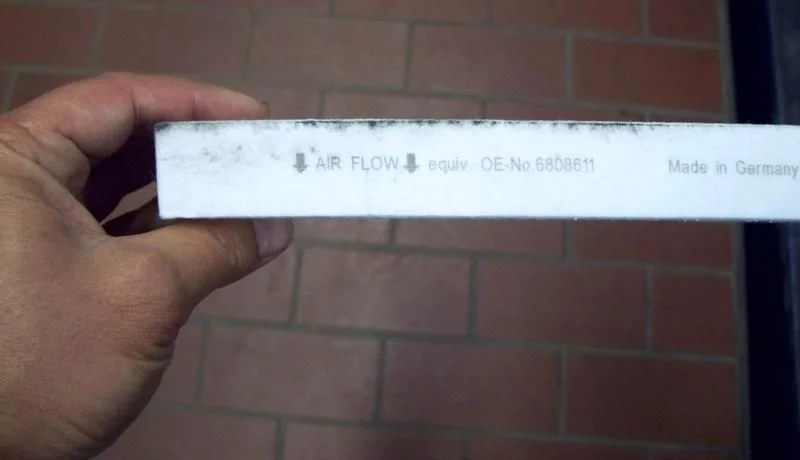 AIR FLOW equiv. OE-No.6808611 Made in Germany